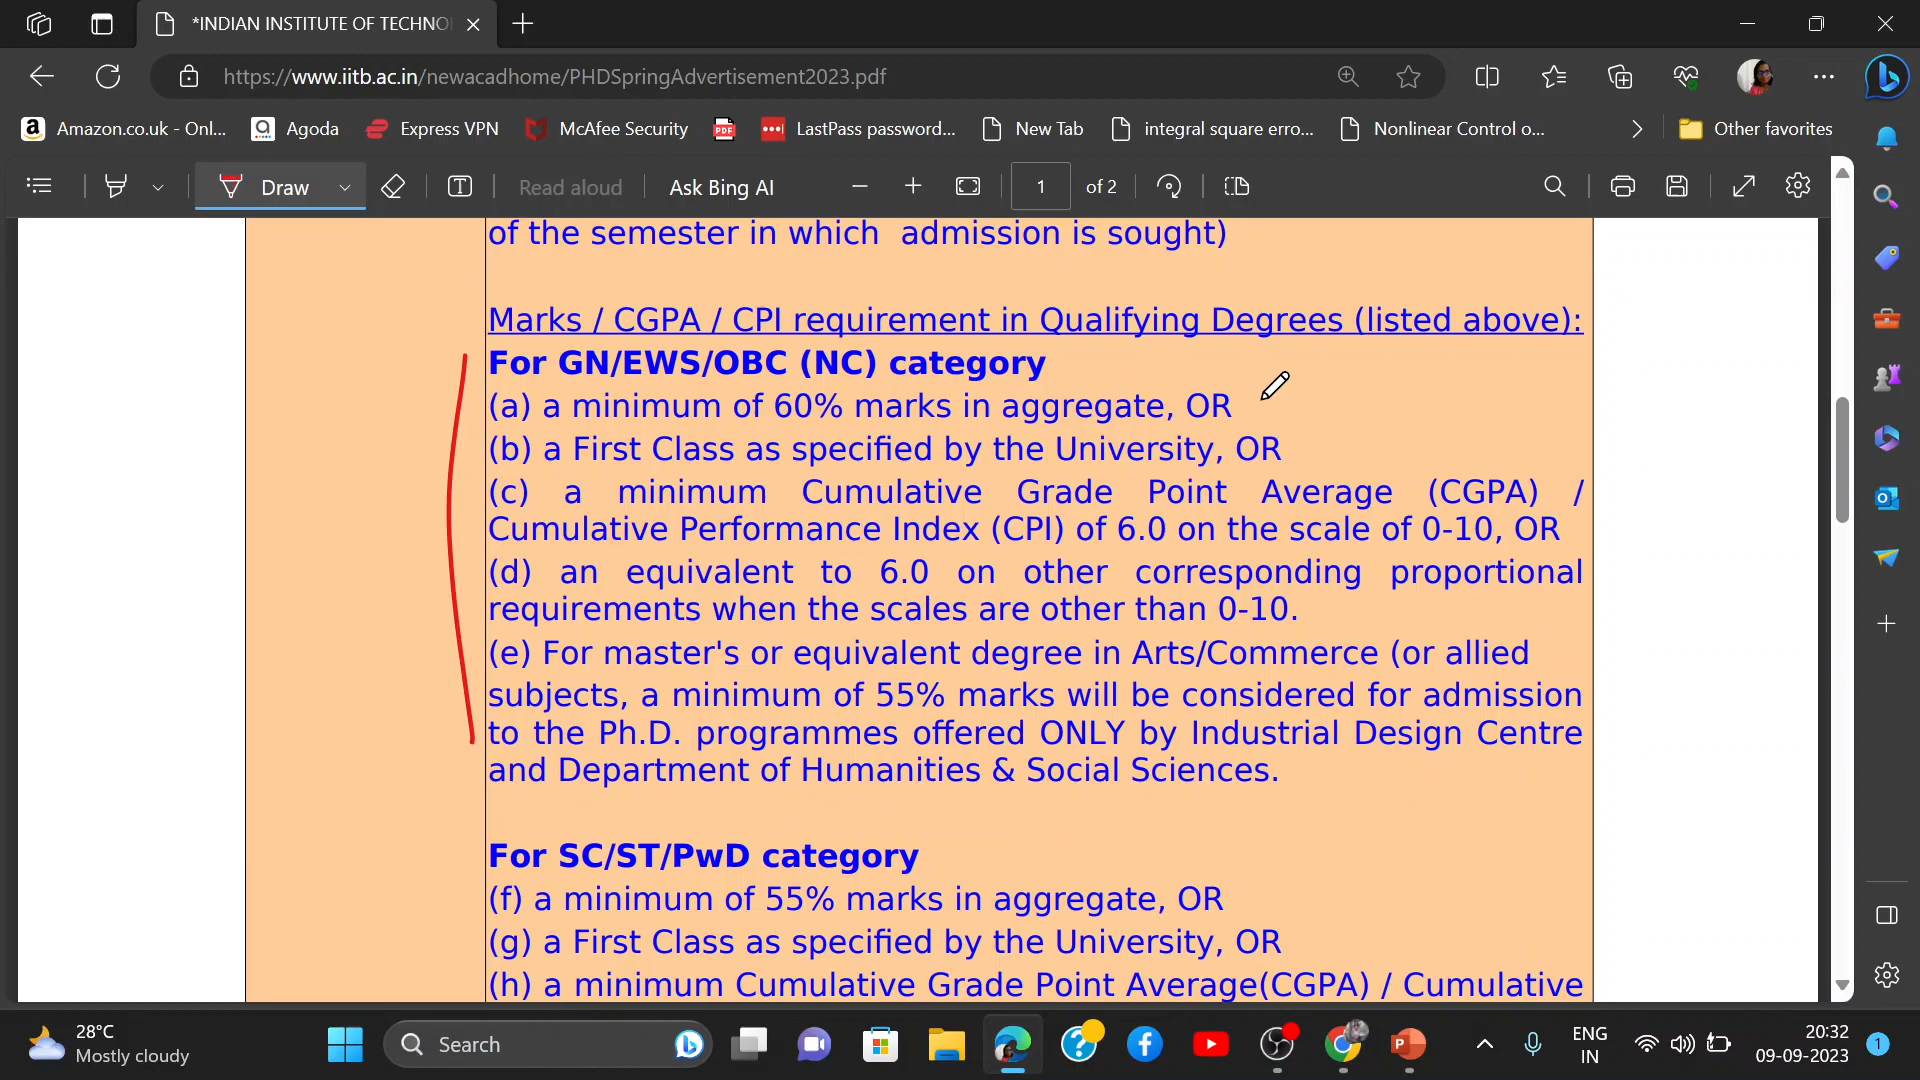 *INDIAN INSTITUTE OF TECHNO
https://www.iitb.ac.in/newacadhome/PHDSpringAdvertisement2023.pdf
Amazon.co.uk - Onl...
Agoda
Express VPN
McAfee Security
PDF
LastPass password...
New Tab
integral square erro...
Nonlinear Control o...
Other favorites
Draw
Read aloud
Ask Bing AI
1
of 2
of the semester in which admission is sought)
Marks / CGPA / CPI requirement in Qualifying Degrees (listed above):
For GN/EWS/OBC (NC) category
(a) a minimum of 60% marks in aggregate, OR
(b) a First Class as specified by the University, OR
(c) a minimum Cumulative Grade Point Average (CGPA) /
Cumulative Performance Index (CPI) of 6.0 on the scale of 0-10, OR
(d) an equivalent to 6.0 on other corresponding proportional
requirements when the scales are other than 0-10.
(e) For master's or equivalent degree in Arts/Commerce (or allied
subjects, a minimum of 55% marks will be considered for admission
to the Ph.D. programmes offered ONLY by Industrial Design Centre
and Department of Humanities & Social Sciences.
For SC/ST/PwD category
(f) a minimum of 55% marks in aggregate, OR
(g) a First Class as specified by the University, OR
(h) a minimum Cumulative Grade Point Average(CGPA) / Cumulative
28°C
Mostly cloudy
Search
ENG
IN
20:32
09-09-2023
1